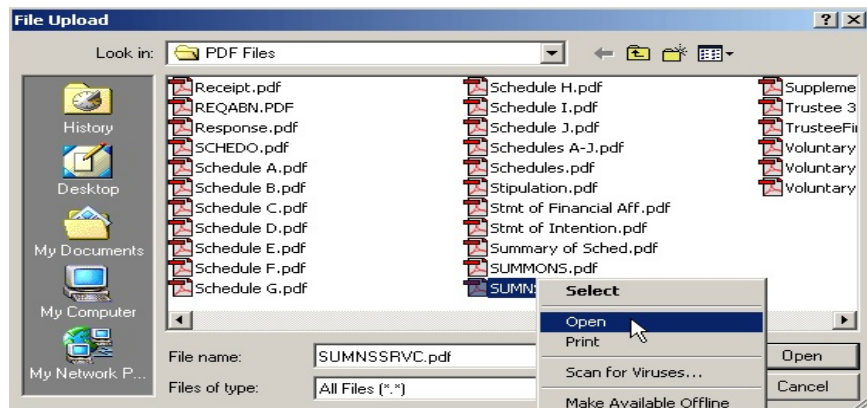 File Upload
Look in:
PDF Files
History
Desktop
My Documents
My Computer
My Network P...
Receipt.pdf
REQABN.PDF
Response.pdf
SCHEDO.pdf
Schedule A.pdf
Schedule B.pdf
Schedule C.pdf
Schedule D.pdf
Schedule E.pdf
Schedule F.pdf
Schedule G.pdf
Schedule H.pdf
Schedule I.pdf
Schedule J.pdf
Schedules A-J.pdf
Schedules.pdf
Stipulation.pdf
Stmt of Financial Aff.pdf
Stmt of Intention.pdf
Summary of Sched.pdf
SUMMONS.pdf
SUMNS
Suppleme
Trustee 3
TrusteeFi
Voluntary
Voluntary
Voluntary
Select
Open
Print
Scan for Viruses...
Make Available Offline
File name:
SUMNSSRVC.pdf
Open
Files of type:
All Files (*.*)
Cancel